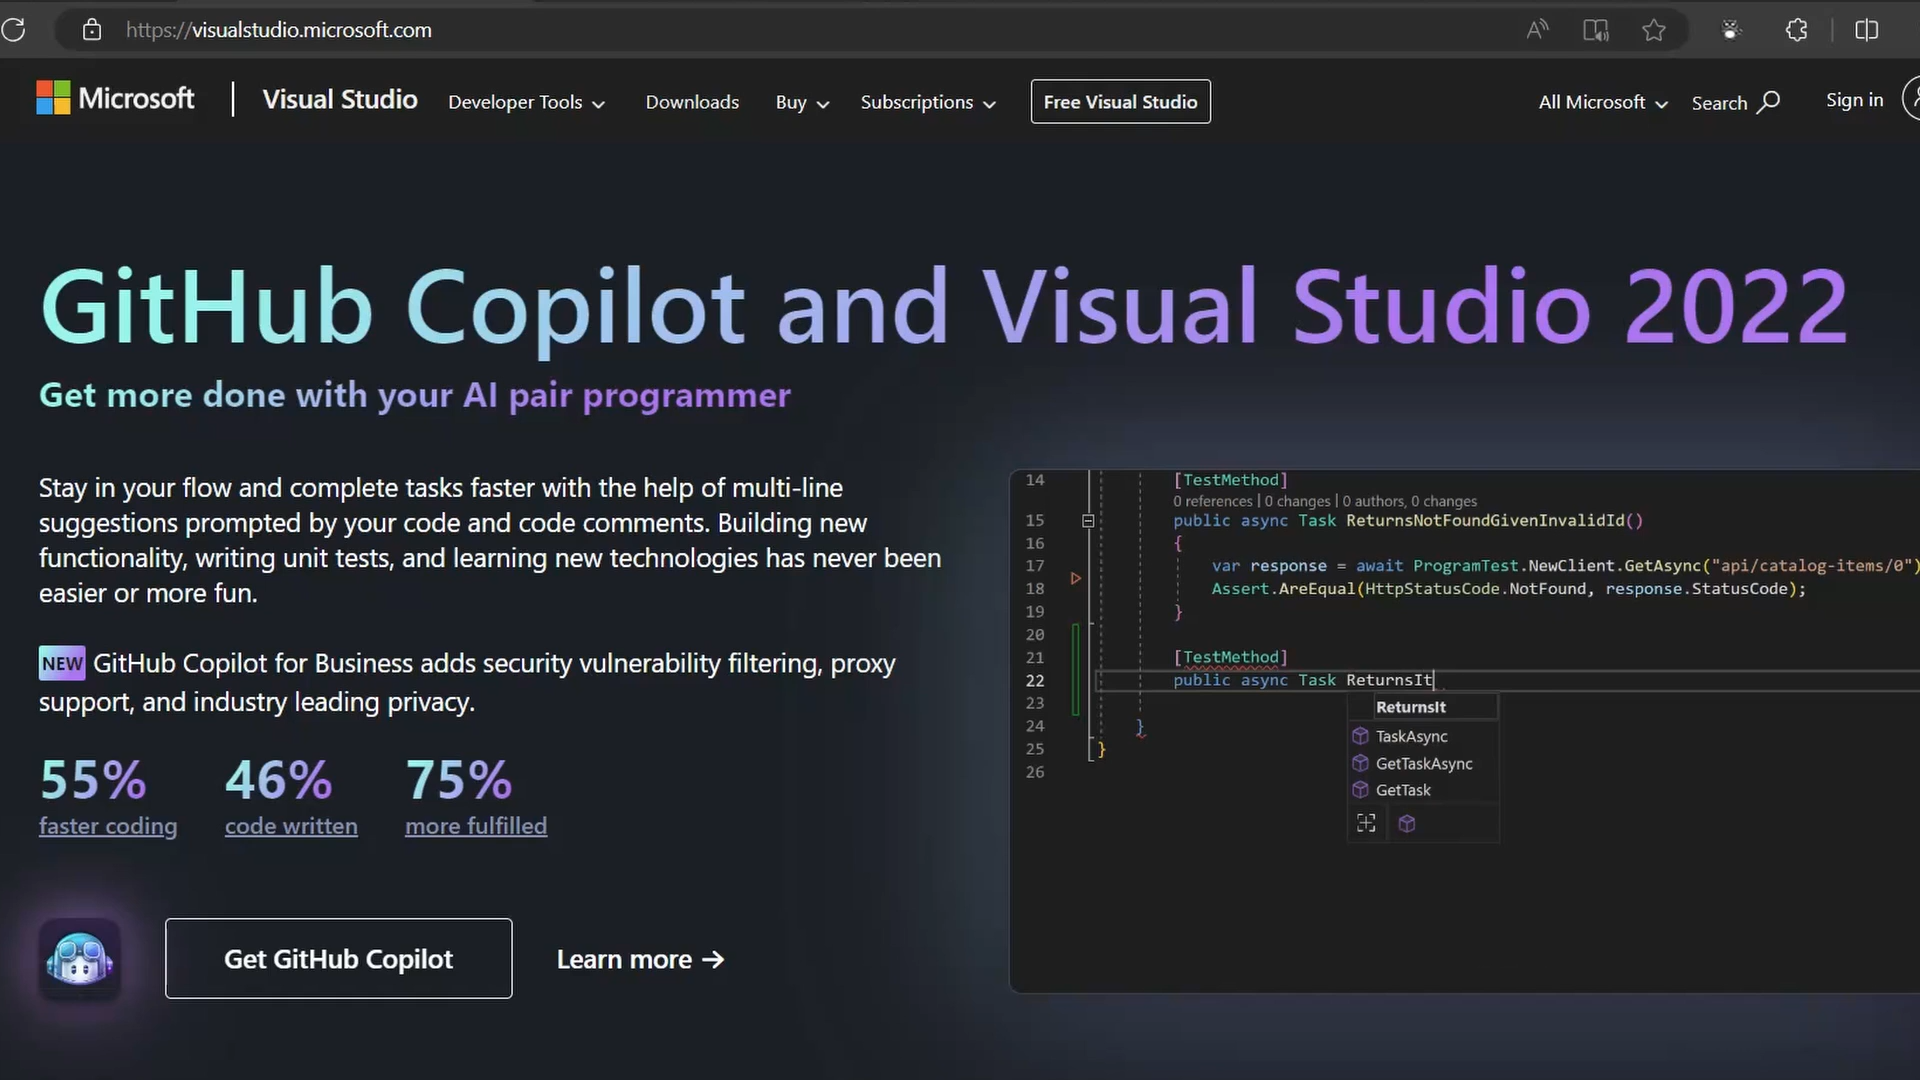 https://visualstudio.microsoft.com
Microsoft
Visual Studio
Developer Tools
Downloads
Buy
Subscriptions
Free Visual Studio
All Microsoft
Search
Sign in
GitHub Copilot and Visual Studio 2022
Get more done with your AI pair programmer
Stay in your flow and complete tasks faster with the help of multi-line
suggestions prompted by your code and code comments. Building new
functionality, writing unit tests, and learning new technologies has never been
easier or more fun.
NEW GitHub Copilot for Business adds security vulnerability filtering, proxy
support, and industry leading privacy.
55%
faster coding
46%
code written
75%
more fulfilled
Get GitHub Copilot
Learn more →
14 [TestMethod]
0 references | 0 changes | 0 authors, 0 changes
15 public async Task ReturnsNotFoundGivenInvalidId()
16 {
17 var response = await ProgramTest.NewClient.GetAsync("api/catalog-items/0")
18 Assert.AreEqual(HttpStatusCode.NotFound, response.StatusCode);
19 }
20
21 [TestMethod]
22 public async Task ReturnsIt
23
24 }
25 }
26
ReturnsIt
TaskAsync
GetTaskAsync
GetTask